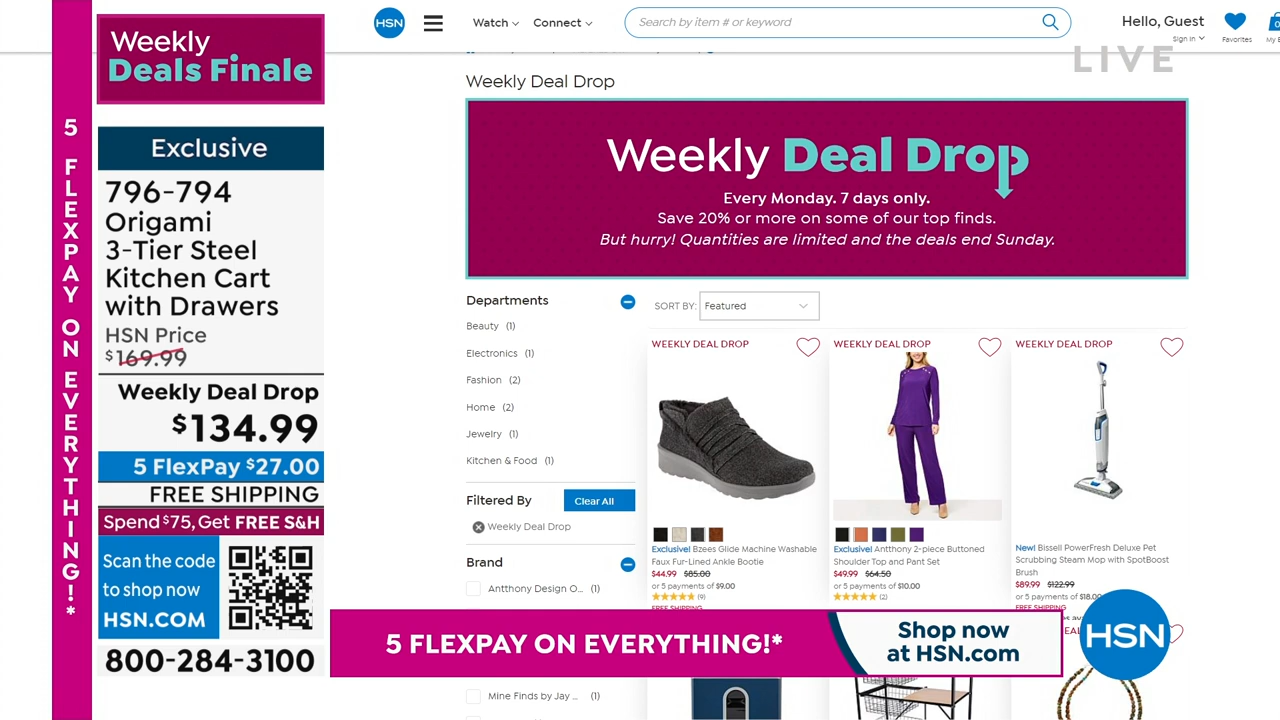 Weekly
Deals Finale
5 FLEXPAY ON EVERYTHING!*
Exclusive
796-794
Origami
3-Tier Steel
Kitchen Cart
with Drawers
HSN Price
$169.99
Weekly Deal Drop
$134.99
5 FlexPay $27.00
FREE SHIPPING
Spend $75, Get FREE S&H
Scan the code
to shop now
HSN.COM
800-284-3100
HSN
Watch
Connect
Search by item # or keyword
Hello, Guest
Sign In
Favorites
LIVE
Weekly Deal Drop
Weekly Deal Drop
Every Monday. 7 days only.
Save 20% or more on some of our top finds.
But hurry! Quantities are limited and the deals end Sunday.
Departments
Beauty (1)
Electronics (1)
Fashion (2)
Home (2)
Jewelry (1)
Kitchen & Food (1)
Filtered By
Clear All
Weekly Deal Drop
Brand
Antthony Design O... (1)
Mine Finds by Jay ... (1)
SORT BY: Featured
WEEKLY DEAL DROP
Exclusive! Bzees Glide Machine Washable
Faux Fur-Lined Ankle Bootie
$44.99 $85.00
or 5 payments of $9.00
(9)
FREE SHIPPING
WEEKLY DEAL DROP
Exclusive! Antthony 2-piece Buttoned
Shoulder Top and Pant Set
$49.99 $64.50
or 5 payments of $10.00
(2)
WEEKLY DEAL DROP
New! Bissell PowerFresh Deluxe Pet
Scrubbing Steam Mop with SpotBoost
Brush
$89.99 $122.99
or 5 payments of $18.00
FREE SHIPPING
5 FLEXPAY ON EVERYTHING!*
Shop now
at HSN.com
HSN